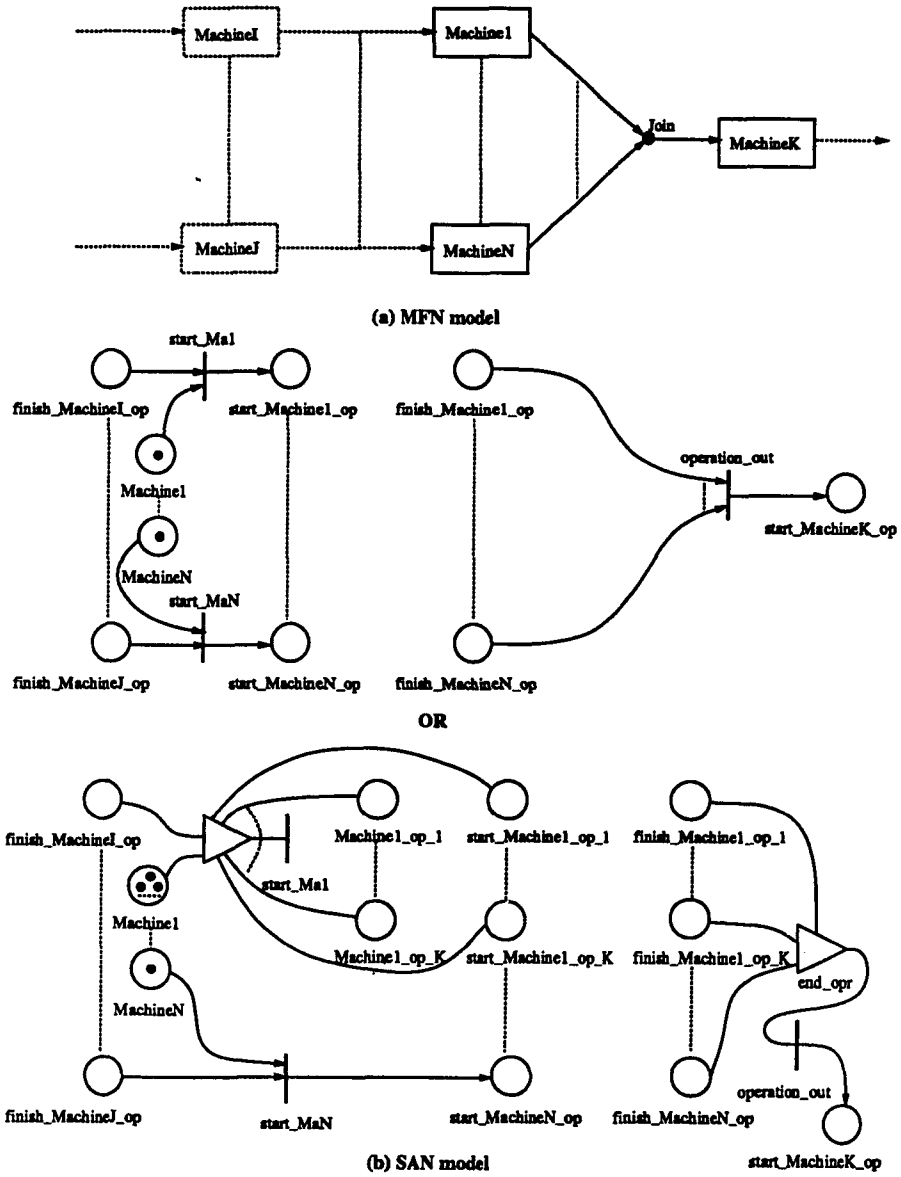 MachineI
Machine1
Join
MachineK
MachineJ
MachineN
(a) MFN model
start_Ma1
finish_MachineI_op
start_Machine1_op
finish_Machine1_op
Machine1
operation_out
start_MachineK_op
MachineN
start_MaN
finish_MachineJ_op
start_MachineN_op
finish_MachineN_op
OR
finish_MachineI_op
Machine1_op_1
start_Machine1_op_1
finish_Machine1_op_1
start_Ma1
Machine1
Machine1_op_K
start_Machine1_op_K
finish_Machine1_op_K
end_opr
MachineN
operation_out
finish_MachineJ_op
start_MaN
start_MachineN_op
finish_MachineN_op
start_MachineK_op
(b) SAN model